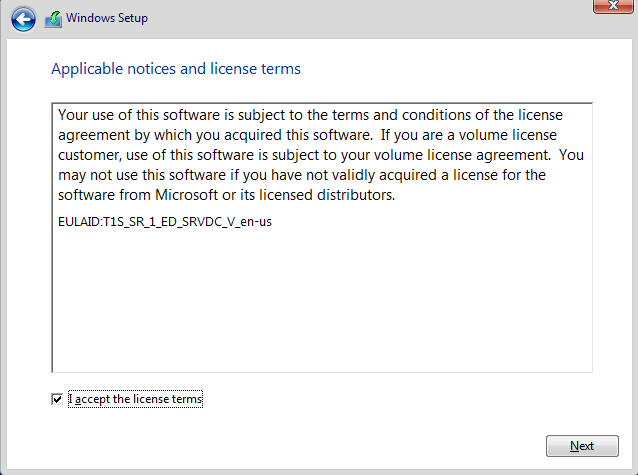 Windows Setup
Applicable notices and license terms
Your use of this software is subject to the terms and conditions of the license
agreement by which you acquired this software.  If you are a volume license
customer, use of this software is subject to your volume license agreement.  You
may not use this software if you have not validly acquired a license for the
software from Microsoft or its licensed distributors.
EULAID:T1S_SR_1_ED_SRVDC_V_en-us
I accept the license terms
Next